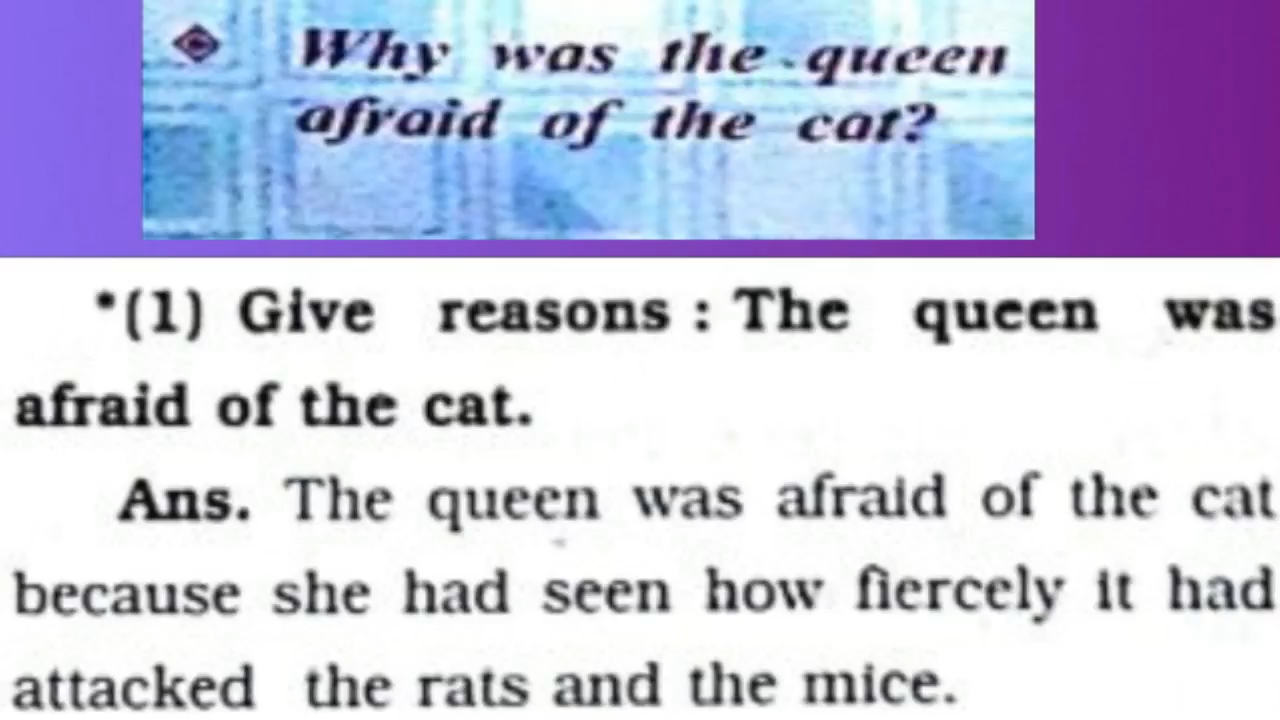 Why was the queen
afraid of the cat?
*(1) Give reasons : The queen was
afraid of the cat.
Ans. The queen was afraid of the cat
because she had seen how fiercely it had
attacked the rats and the mice.